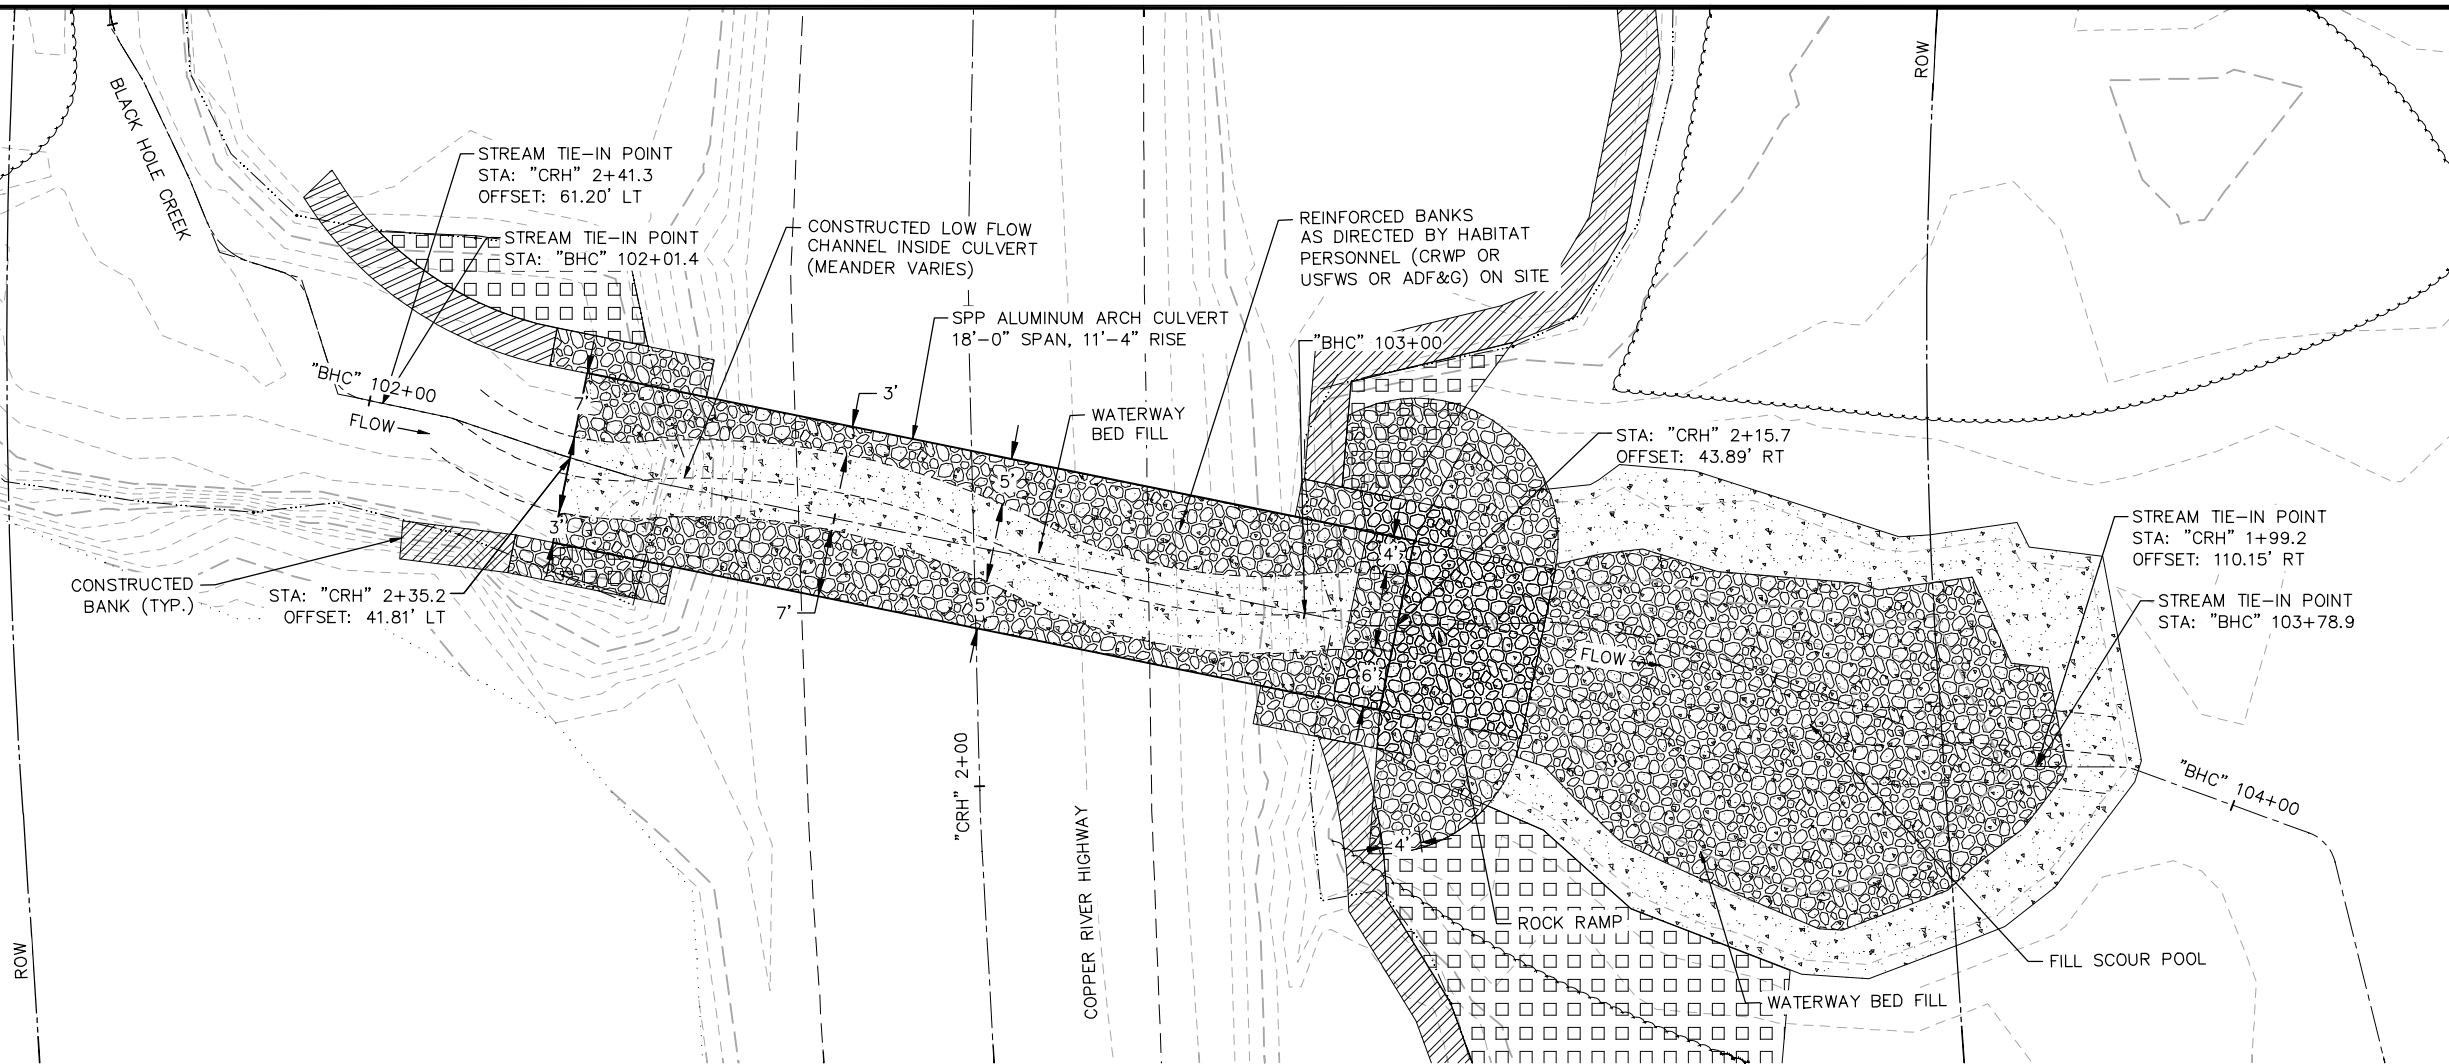 BLACK HOLE CREEK
ROW
STREAM TIE-IN POINT
STA: "CRH" 2+41.3
OFFSET: 61.20' LT
STREAM TIE-IN POINT
STA: "BHC" 102+01.4
CONSTRUCTED LOW FLOW
CHANNEL INSIDE CULVERT
(MEANDER VARIES)
REINFORCED BANKS
AS DIRECTED BY HABITAT
PERSONNEL (CRWP OR
USFWS OR ADF&G) ON SITE
SPP ALUMINUM ARCH CULVERT
18'-0" SPAN, 11'-4" RISE
"BHC" 103+00
"BHC" 102+00
FLOW
7'
3'
WATERWAY
BED FILL
STA: "CRH" 2+15.7
OFFSET: 43.89' RT
5'
3'
4'
STREAM TIE-IN POINT
STA: "CRH" 1+99.2
OFFSET: 110.15' RT
CONSTRUCTED
BANK (TYP.)
STA: "CRH" 2+35.2
OFFSET: 41.81' LT
7'
5'
STREAM TIE-IN POINT
STA: "BHC" 103+78.9
FLOW
6'
"CRH" 2+00
COPPER RIVER HIGHWAY
"BHC" 104+00
4'
ROCK RAMP
ROW
FILL SCOUR POOL
WATERWAY BED FILL